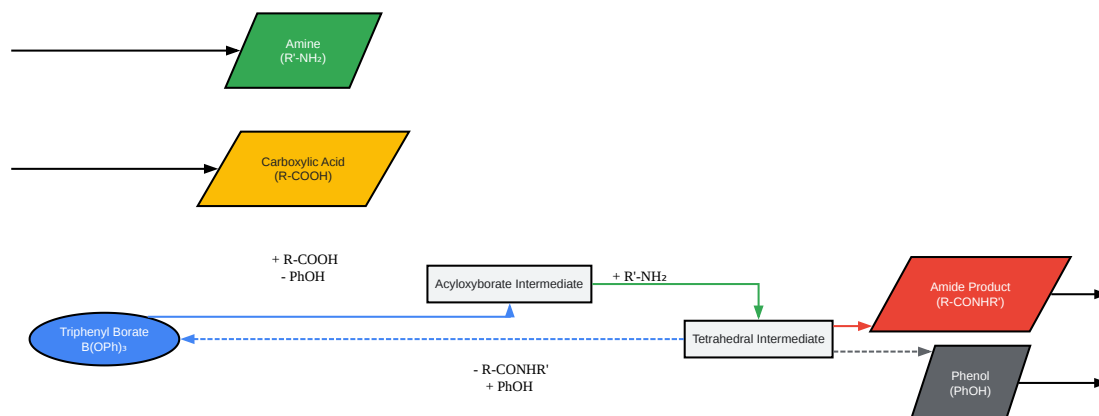 Amine
(R'-NH₂)
Carboxylic Acid
(R-COOH)
+ R-COOH
- PhOH
Acyloxyborate Intermediate
+ R'-NH₂
Amide Product
(R-CONHR')
Triphenyl Borate
B(OPh)₃
Tetrahedral Intermediate
- R-CONHR'
+ PhOH
Phenol
(PhOH)